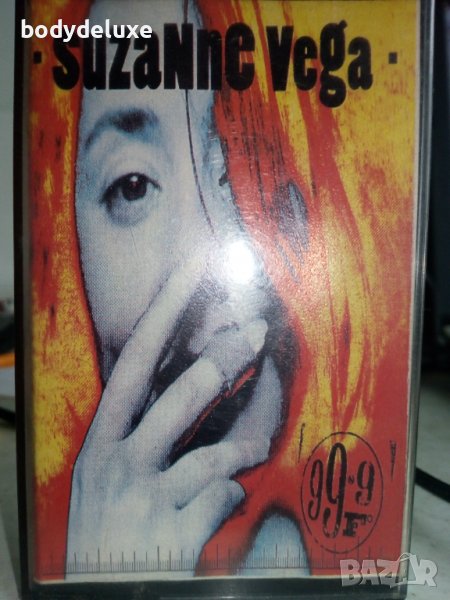 bodydeluxe
· Suzanne Vega ·
99.9
F°
BAZAR